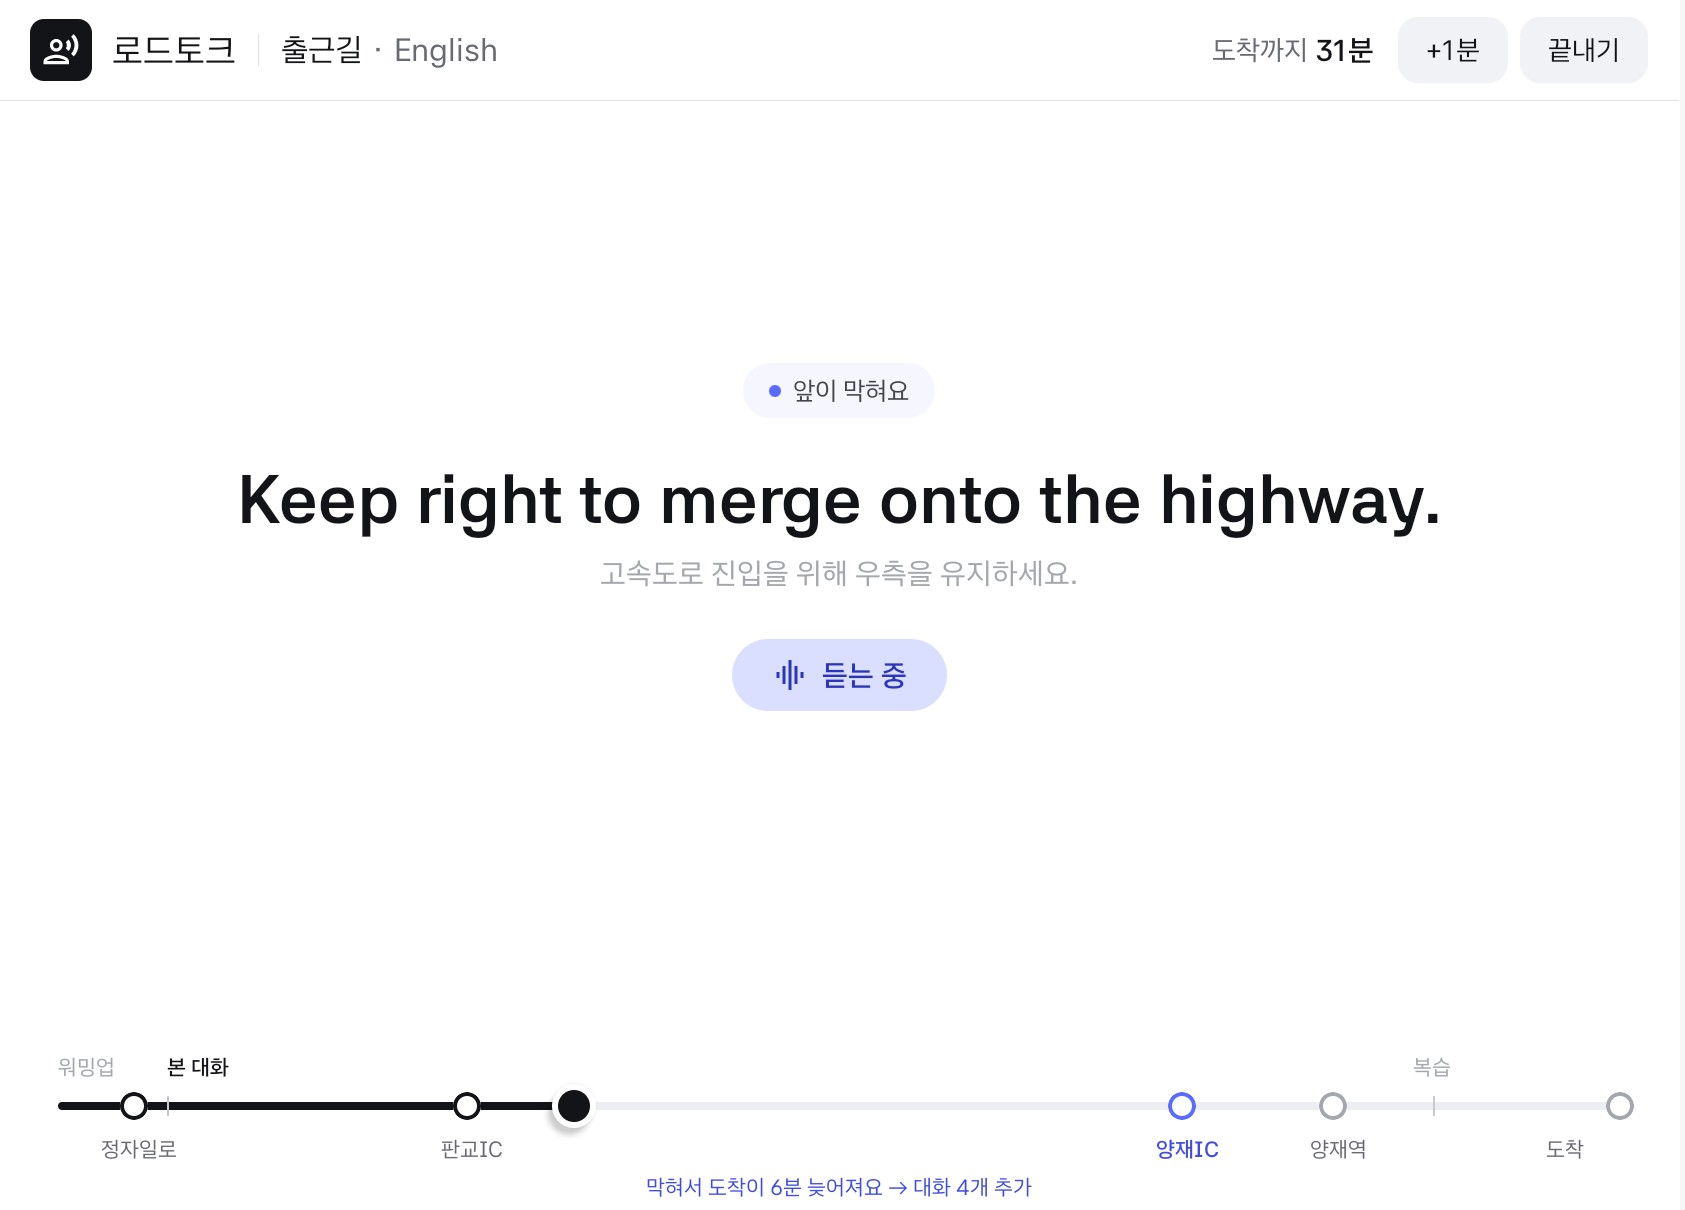 로드토크 출근길 · English 도착까지 31분 +1분 끝내기
앞이 막혀요
Keep right to merge onto the highway.
고속도로 진입을 위해 우측을 유지하세요.
듣는 중
워밍업 본 대화 복습
정자일로 판교IC 양재IC 양재역 도착
막혀서 도착이 6분 늦어져요 → 대화 4개 추가